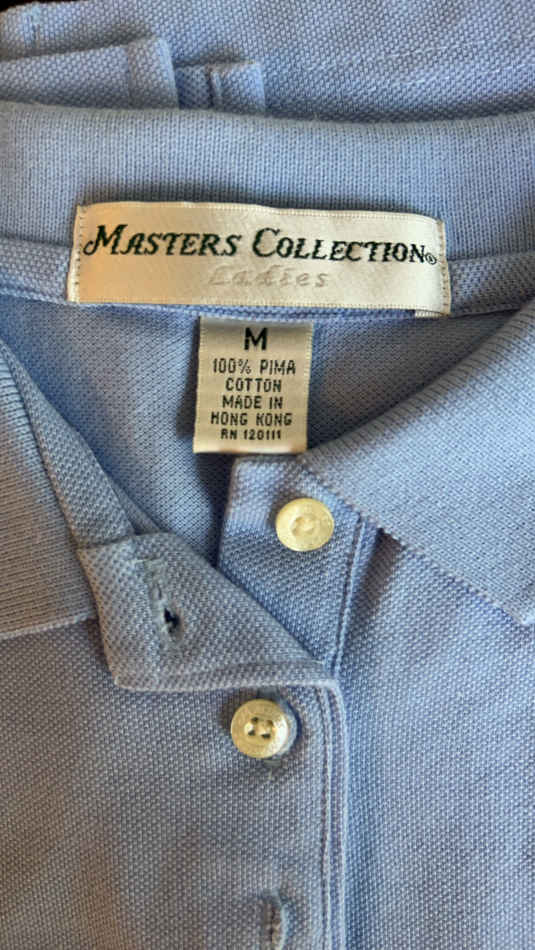 MASTERS COLLECTION®
Ladies
M
100% PIMA
COTTON
MADE IN
HONG KONG
RN 120111